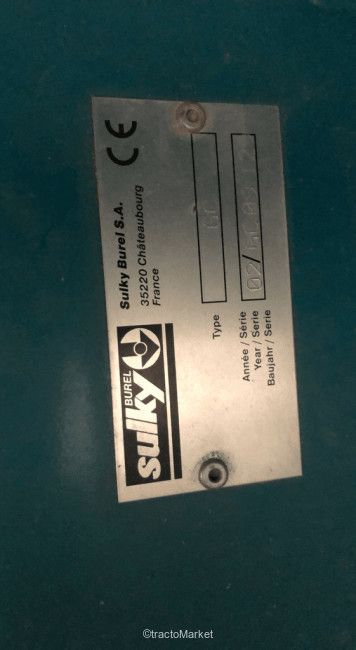 BUREL
sulky
Sulky Burel S.A.
35220 Châteaubourg
France
CE
Type
Année / Série
Year / Serie
Baujahr / Serie
©tractoMarket